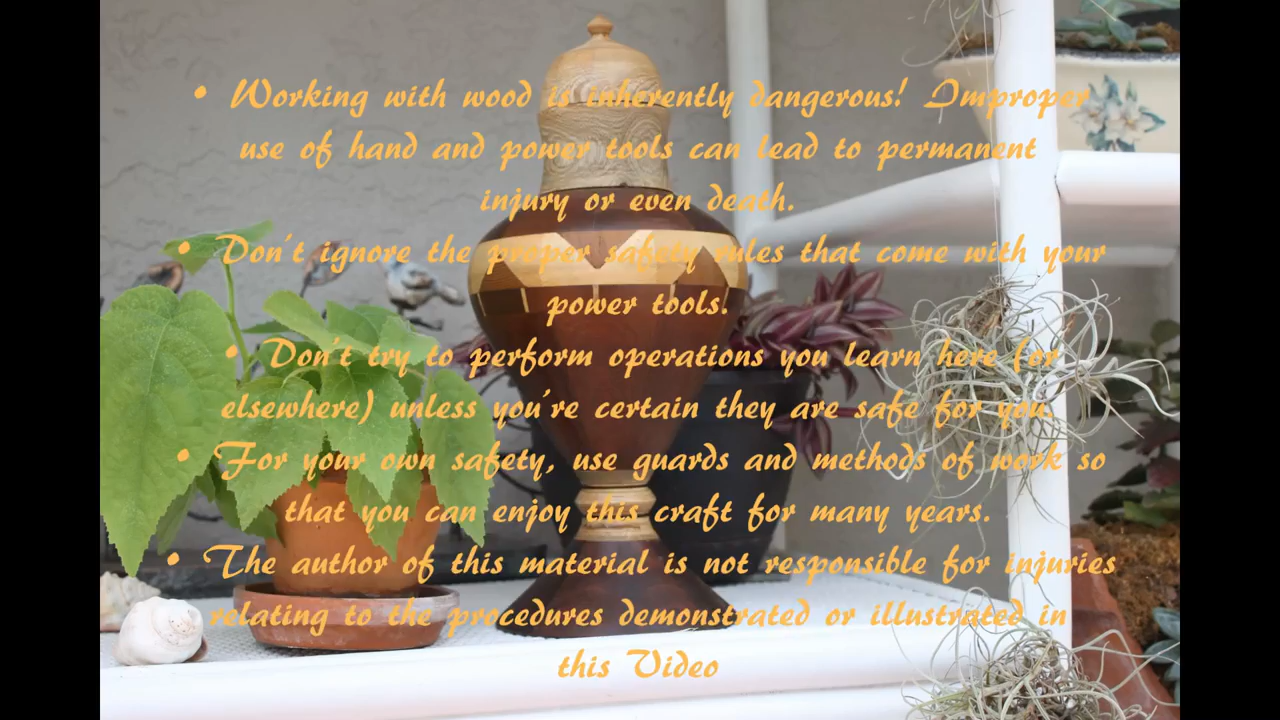 • Working with wood is inherently dangerous! Improper
use of hand and power tools can lead to permanent
injury or even death.
• Don't ignore the proper safety rules that come with your
power tools.
• Don't try to perform operations you learn here (or
elsewhere) unless you're certain they are safe for you.
• For your own safety, use guards and methods of work so
that you can enjoy this craft for many years.
• The author of this material is not responsible for injuries
relating to the procedures demonstrated or illustrated in
this Video